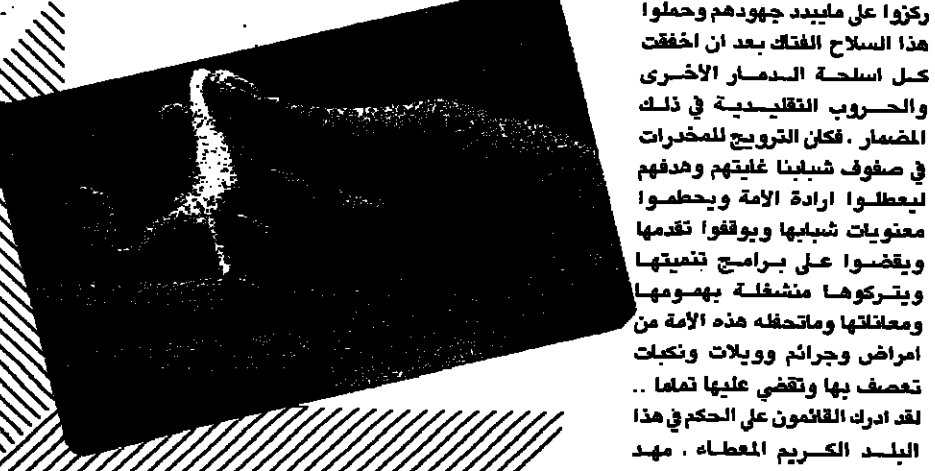 ركزوا على مايبدد جهودهم وحملوا
هذا السلاح الفتاك بعد ان اخفقت
كل اسلحة الدمار الأخرى
والحروب التقليدية في ذلك
المضمار . فكان الترويج للمخدرات
في صفوف شبابنا غايتهم وهدفهم
ليعطلوا ارادة الأمة ويحطموا
معنويات شبابها ويوقفوا تقدمها
ويقضوا على برامج تنميتها
ويتركوها منشغلة بهمومها
ومعاناتها وماتحظه هذه الأمة من
امراض وجرائم وويلات ونكبات
تعصف بها وتقضي عليها تماما ..
لقد ادرك القائمون على الحكم في هذا
البلد الكريم المعطاء . مهد